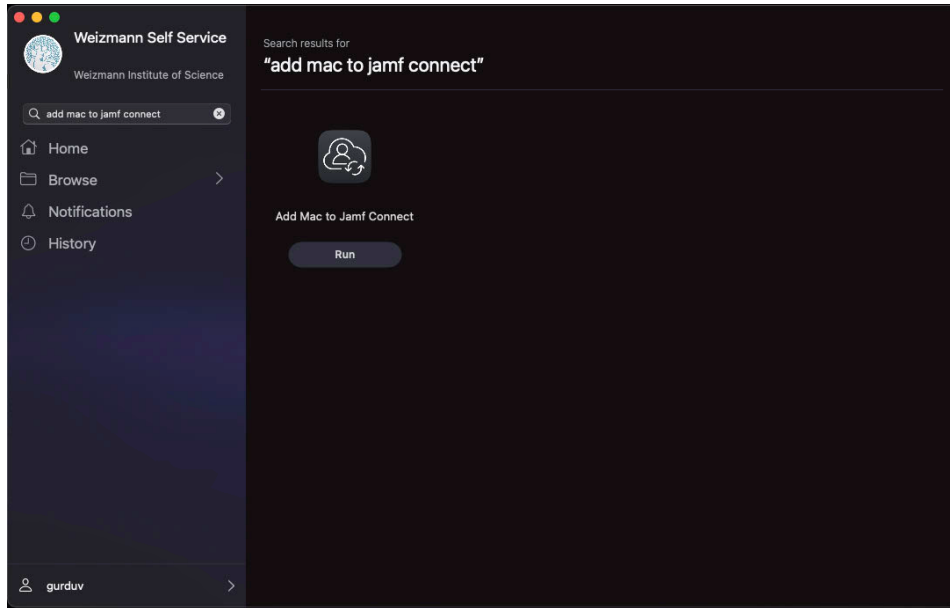 Weizmann Self Service
Weizmann Institute of Science
add mac to jamf connect
Home
Browse
Notifications
History
gurduv
Search results for
“add mac to jamf connect”
Add Mac to Jamf Connect
Run